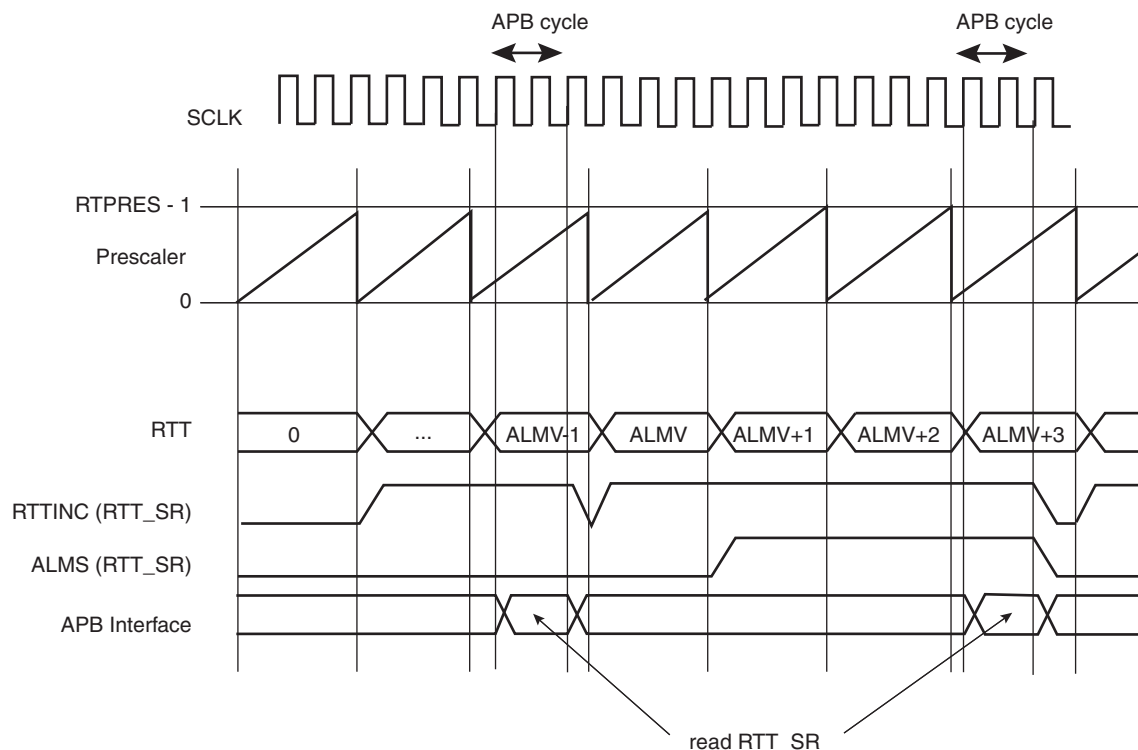 APB cycle
APB cycle
SCLK
RTPRES - 1
Prescaler
0
RTT
0
...
ALMV-1
ALMV
ALMV+1
ALMV+2
ALMV+3
RTTINC (RTT_SR)
ALMS (RTT_SR)
APB Interface
read RTT_SR